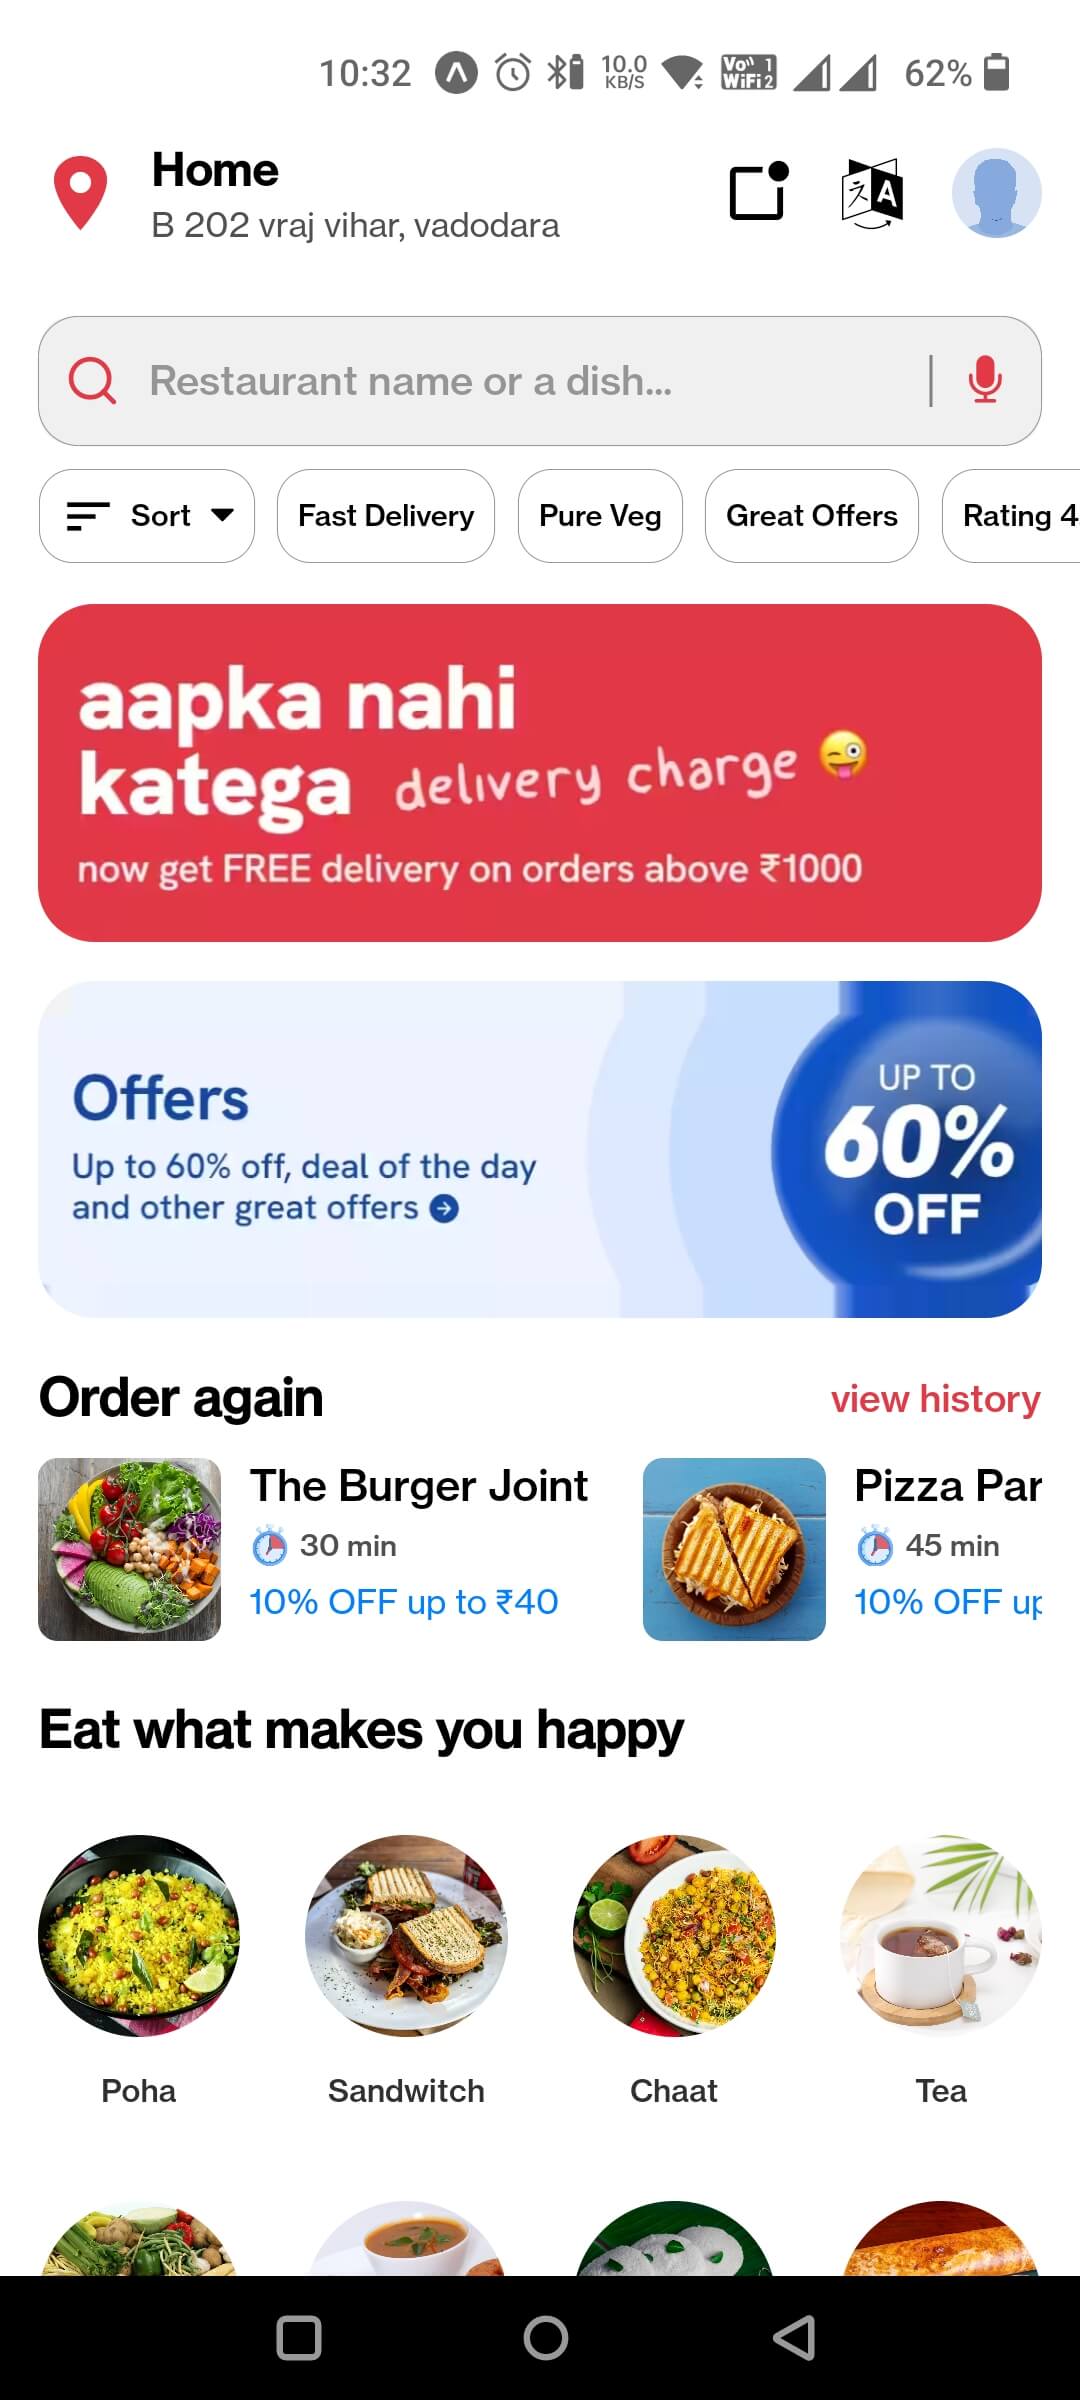 10:32
10.0
KB/S
Vo 1
WiFi 2
62%
Home
B 202 vraj vihar, vadodara
A
Restaurant name or a dish...
Sort
Fast Delivery
Pure Veg
Great Offers
Rating 4
aapka nahi
katega delivery charge 😜
now get FREE delivery on orders above ₹1000
Offers
Up to 60% off, deal of the day
and other great offers
UP TO
60%
OFF
Order again
view history
The Burger Joint
30 min
10% OFF up to ₹40
Pizza Par
45 min
10% OFF up
Eat what makes you happy
Poha
Sandwitch
Chaat
Tea